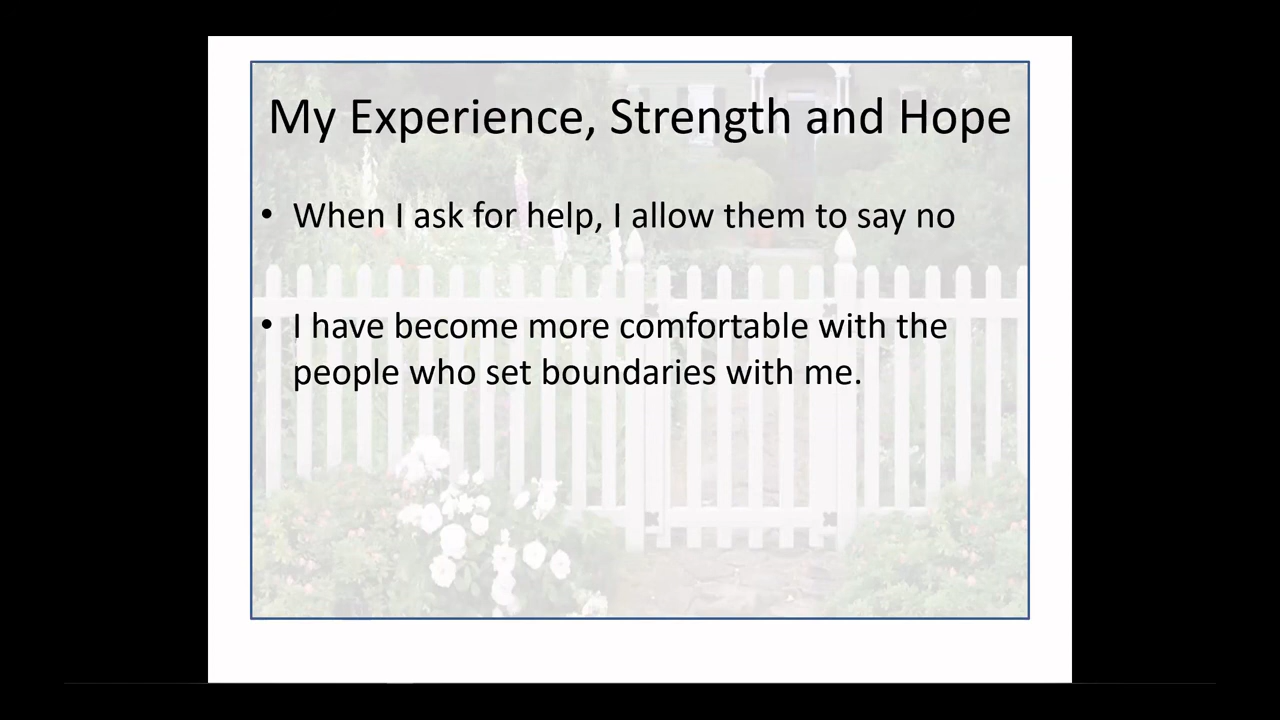 My Experience, Strength and Hope
• When I ask for help, I allow them to say no
• I have become more comfortable with the
people who set boundaries with me.